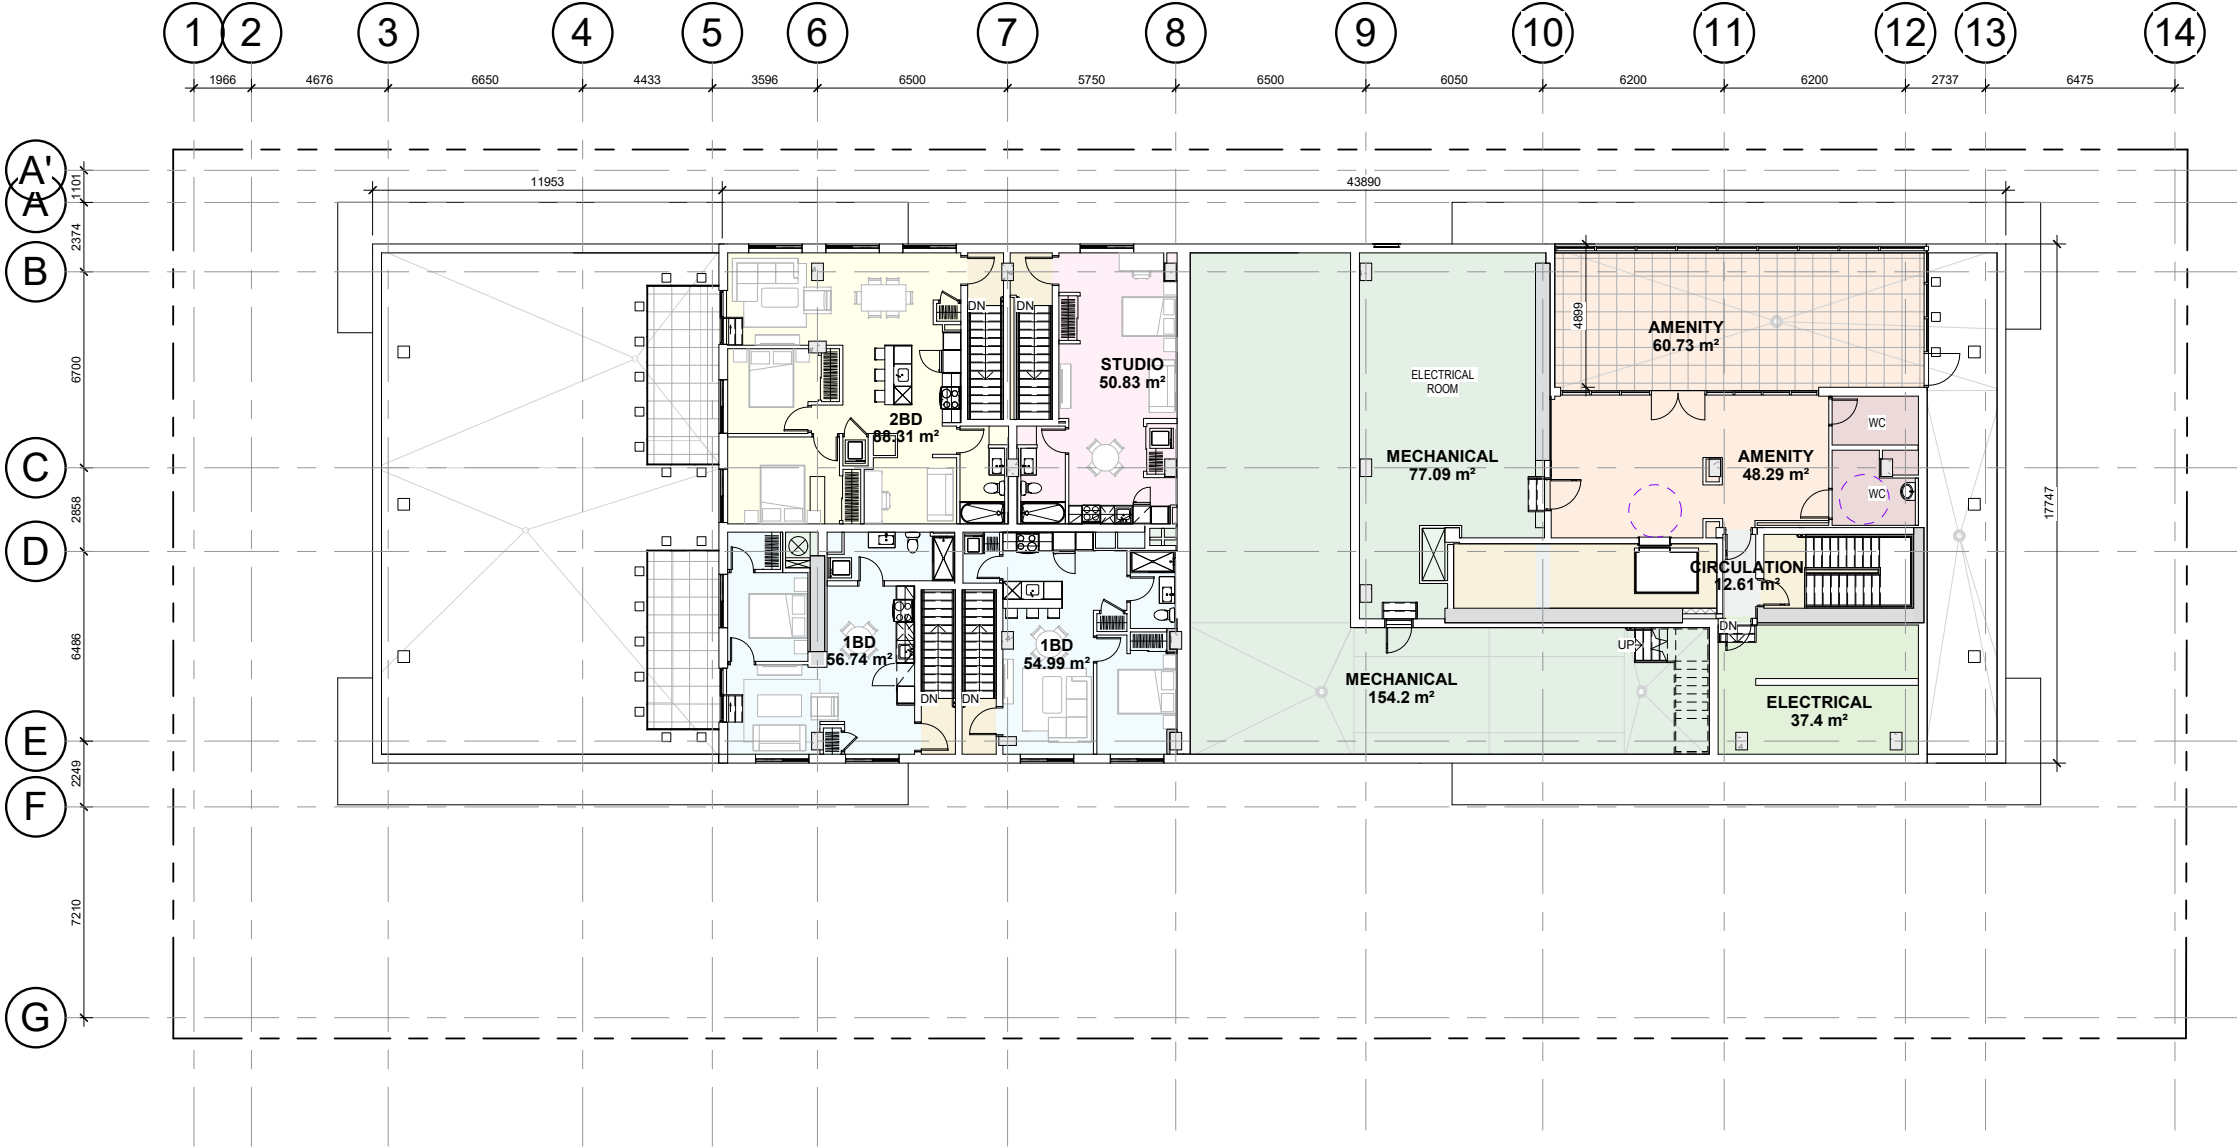 1 2 3 4 5 6 7 8 9 10 11 12 13 14
1966 4676 6650 4433 3596 6500 5750 6500 6050 6200 6200 2737 6475
A'
1101
11953 43890
A
2374
B
DN DN
4899
AMENITY
60.73 m²
6700
STUDIO
50.83 m²
ELECTRICAL
ROOM
2BD
88.31 m²
WC
C
MECHANICAL
77.09 m²
AMENITY
48.29 m²
WC
2858
17747
D
CIRCULATION
12.61 m²
DN
6486
1BD
56.74 m²
1BD
54.99 m²
UP
MECHANICAL
154.2 m²
DN DN
ELECTRICAL
37.4 m²
E
2249
F
7210
G